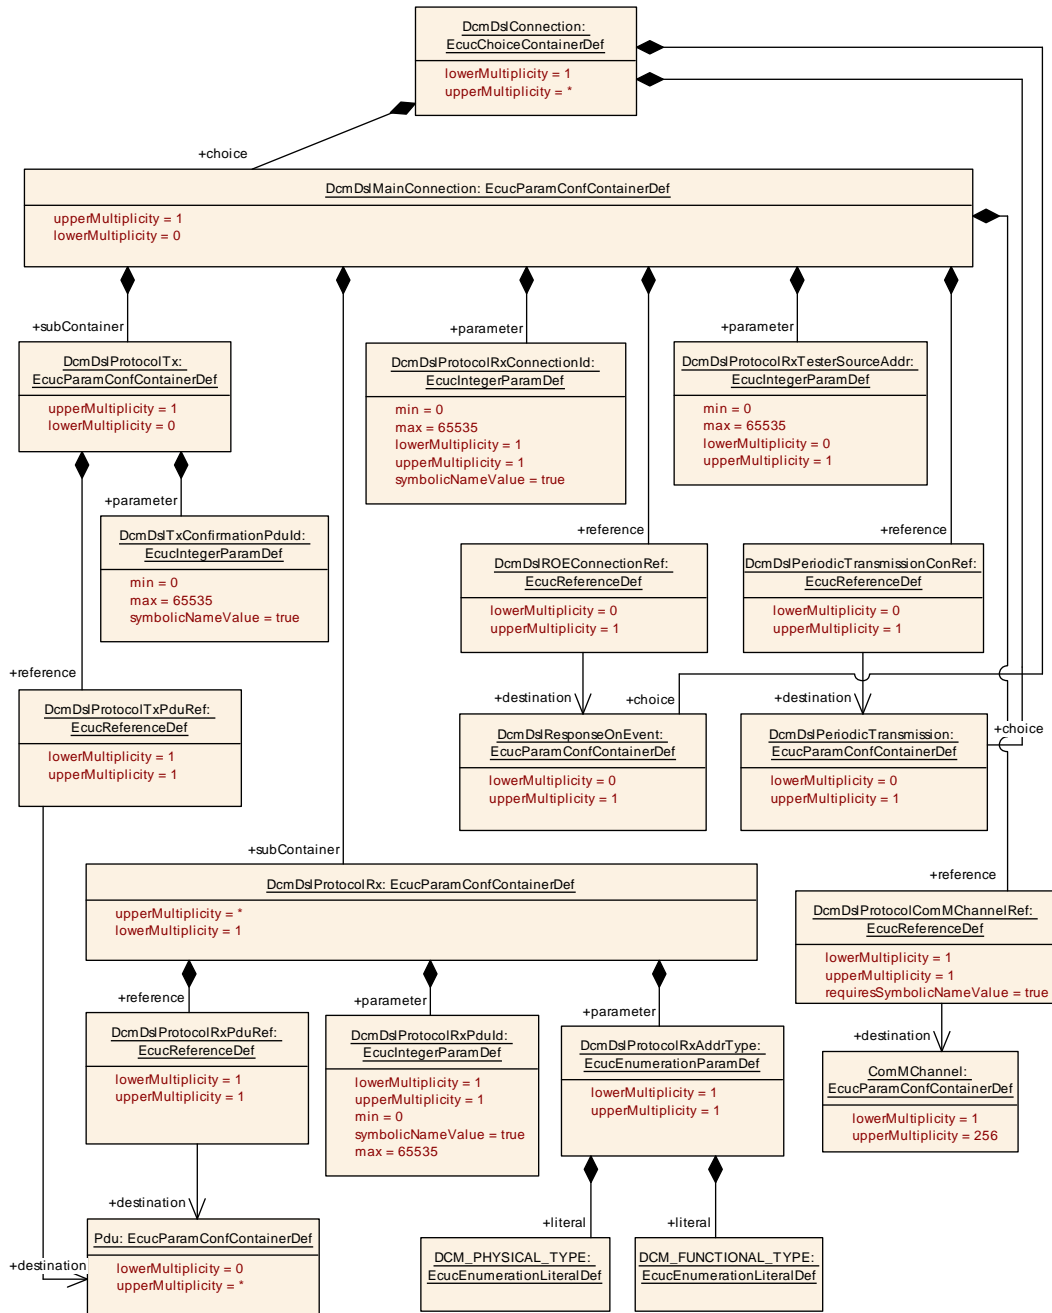 DcmDslConnection:
EcucChoiceContainerDef
lowerMultiplicity = 1
upperMultiplicity = *
+choice
DcmDslMainConnection: EcucParamConfContainerDef
upperMultiplicity = 1
lowerMultiplicity = 0
+subContainer
+parameter
+parameter
DcmDslProtocolTx:
EcucParamConfContainerDef
upperMultiplicity = 1
lowerMultiplicity = 0
DcmDslProtocolRxConnectionId:
EcucIntegerParamDef
min = 0
max = 65535
lowerMultiplicity = 1
upperMultiplicity = 1
symbolicNameValue = true
DcmDslProtocolRxTesterSourceAddr:
EcucIntegerParamDef
min = 0
max = 65535
lowerMultiplicity = 0
upperMultiplicity = 1
+parameter
DcmDslTxConfirmationPduId:
EcucIntegerParamDef
min = 0
max = 65535
symbolicNameValue = true
+reference
+reference
DcmDslROEConnectionRef:
EcucReferenceDef
lowerMultiplicity = 0
upperMultiplicity = 1
DcmDslPeriodicTransmissionConRef:
EcucReferenceDef
lowerMultiplicity = 0
upperMultiplicity = 1
+reference
DcmDslProtocolTxPduRef:
EcucReferenceDef
lowerMultiplicity = 1
upperMultiplicity = 1
+destination
+choice
+destination
+choice
DcmDslResponseOnEvent:
EcucParamConfContainerDef
lowerMultiplicity = 0
upperMultiplicity = 1
DcmDslPeriodicTransmission:
EcucParamConfContainerDef
lowerMultiplicity = 0
upperMultiplicity = 1
+subContainer
DcmDslProtocolRx: EcucParamConfContainerDef
upperMultiplicity = *
lowerMultiplicity = 1
+reference
DcmDslProtocolComMChannelRef:
EcucReferenceDef
lowerMultiplicity = 1
upperMultiplicity = 1
requiresSymbolicNameValue = true
+reference
+parameter
+parameter
DcmDslProtocolRxPduRef:
EcucReferenceDef
lowerMultiplicity = 1
upperMultiplicity = 1
DcmDslProtocolRxPduId:
EcucIntegerParamDef
lowerMultiplicity = 1
upperMultiplicity = 1
min = 0
symbolicNameValue = true
max = 65535
DcmDslProtocolRxAddrType:
EcucEnumerationParamDef
lowerMultiplicity = 1
upperMultiplicity = 1
+destination
ComMChannel:
EcucParamConfContainerDef
lowerMultiplicity = 1
upperMultiplicity = 256
+destination
+literal
+literal
Pdu: EcucParamConfContainerDef
lowerMultiplicity = 0
upperMultiplicity = *
+destination
DCM_PHYSICAL_TYPE:
EcucEnumerationLiteralDef
DCM_FUNCTIONAL_TYPE:
EcucEnumerationLiteralDef